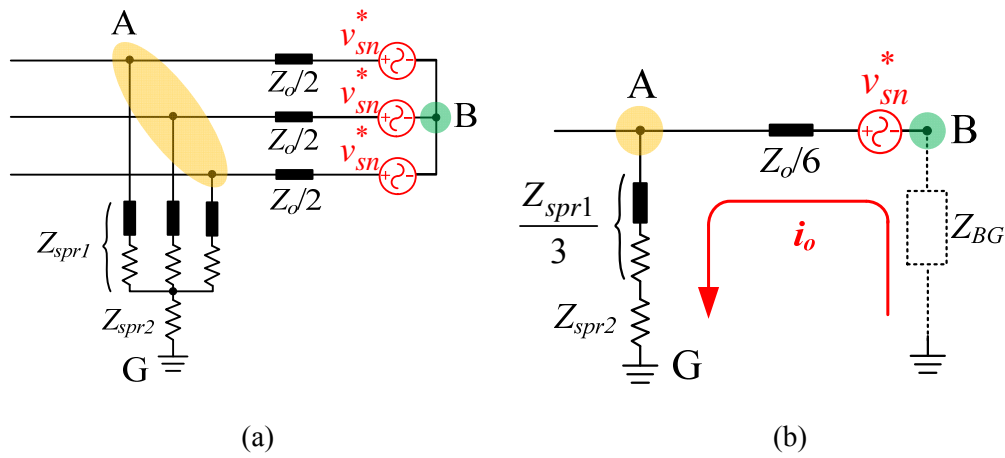 A
v*sn
Zo/2
v*sn
Zo/2
B
v*sn
Zo/2
Zspr1
Zspr2
G
(a)
A
v*sn
B
Zo/6
Zspr1
3
io
ZBG
Zspr2
G
(b)